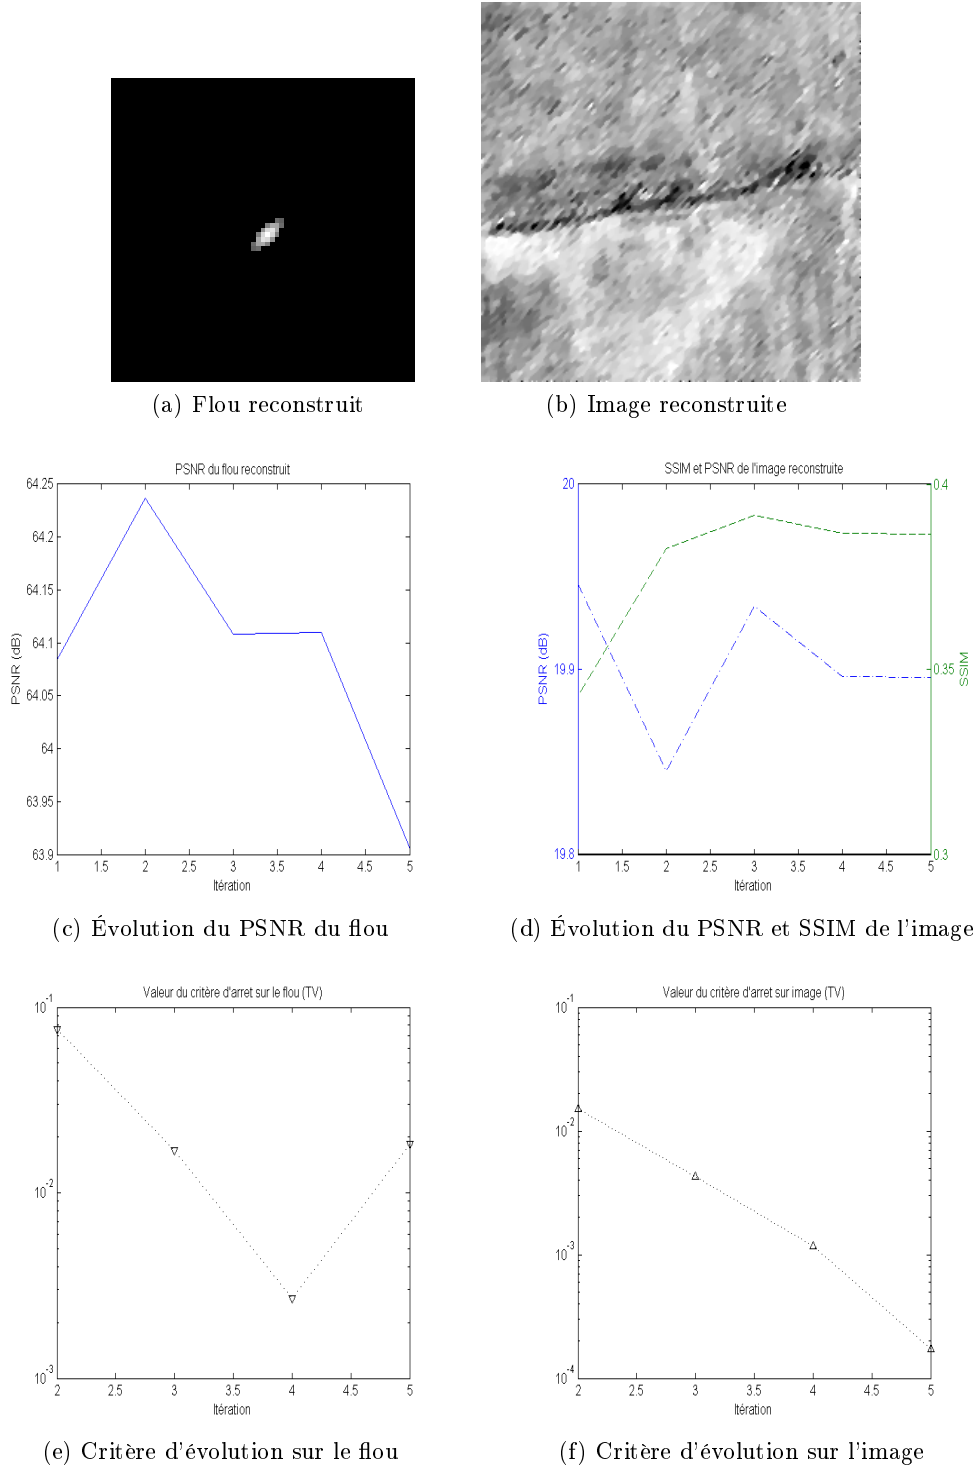 (a) Flou reconstruit
(b) Image reconstruite
PSNR du flou reconstruit
64.25
64.2
64.15
64.1
64.05
64
63.95
63.9
PSNR (dB)
1 1.5 2 2.5 3 3.5 4 4.5 5
Itération
SSIM et PSNR de l'image reconstruite
20
19.9
19.8
PSNR (dB)
0.4
0.35
0.3
SSIM
1 1.5 2 2.5 3 3.5 4 4.5 5
Itération
(c) Évolution du PSNR du flou
(d) Évolution du PSNR et SSIM de l'image
Valeur du critère d'arret sur le flou (TV)
10^-1
10^-2
10^-3
2 2.5 3 3.5 4 4.5 5
Itération
Valeur du critère d'arret sur image (TV)
10^-1
10^-2
10^-3
10^-4
2 2.5 3 3.5 4 4.5 5
Itération
(e) Critère d'évolution sur le flou
(f) Critère d'évolution sur l'image